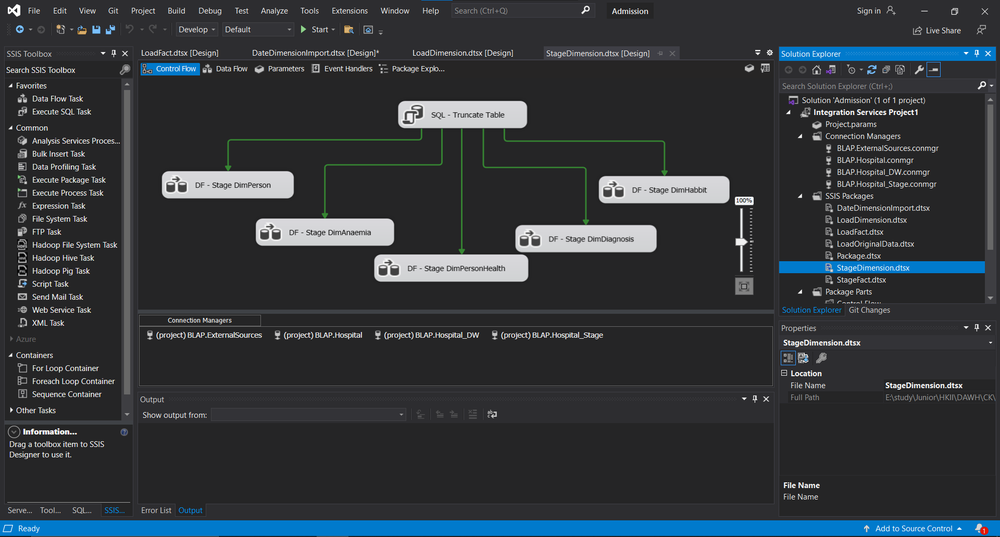 File Edit View Git Project Build Debug Test Analyze Tools Extensions Window Help Search (Ctrl+Q) Admission Sign in
Develop Default Start Live Share
SSIS Toolbox
Search SSIS Toolbox
Favorites
Data Flow Task
Execute SQL Task
Common
Analysis Services Proces...
Bulk Insert Task
Data Profiling Task
Execute Package Task
Execute Process Task
Expression Task
File System Task
FTP Task
Hadoop File System Task
Hadoop Hive Task
Hadoop Pig Task
Script Task
Send Mail Task
Web Service Task
XML Task
Azure
Containers
For Loop Container
Foreach Loop Container
Sequence Container
Other Tasks
Information...
Drag a toolbox item to SSIS
Designer to use it.
Serve... Tool... SQL... SSIS...
LoadFact.dtsx [Design] DateDimensionImport.dtsx [Design]* LoadDimension.dtsx [Design] StageDimension.dtsx [Design]
Control Flow Data Flow Parameters Event Handlers Package Explo...
SQL - Truncate Table
DF - Stage DimPerson
DF - Stage DimHabbit
DF - Stage DimAnaemia
DF - Stage DimDiagnosis
DF - Stage DimPersonHealth
100%
Connection Managers
(project) BLAP.ExternalSources (project) BLAP.Hospital (project) BLAP.Hospital_DW (project) BLAP.Hospital_Stage
Output
Show output from:
Error List Output
Solution Explorer
Search Solution Explorer (Ctrl+;)
Solution 'Admission' (1 of 1 project)
Integration Services Project1
Project.params
Connection Managers
BLAP.ExternalSources.conmgr
BLAP.Hospital.conmgr
BLAP.Hospital_DW.conmgr
BLAP.Hospital_Stage.conmgr
SSIS Packages
DateDimensionImport.dtsx
LoadDimension.dtsx
LoadFact.dtsx
LoadOriginalData.dtsx
Package.dtsx
StageDimension.dtsx
StageFact.dtsx
Package Parts
Control Flow
Solution Explorer Git Changes
Properties
StageDimension.dtsx
Location
File Name StageDimension.dtsx
Full Path E:\study\Junior\HKII\DAWH\CK\
File Name
File Name
Ready Add to Source Control 1